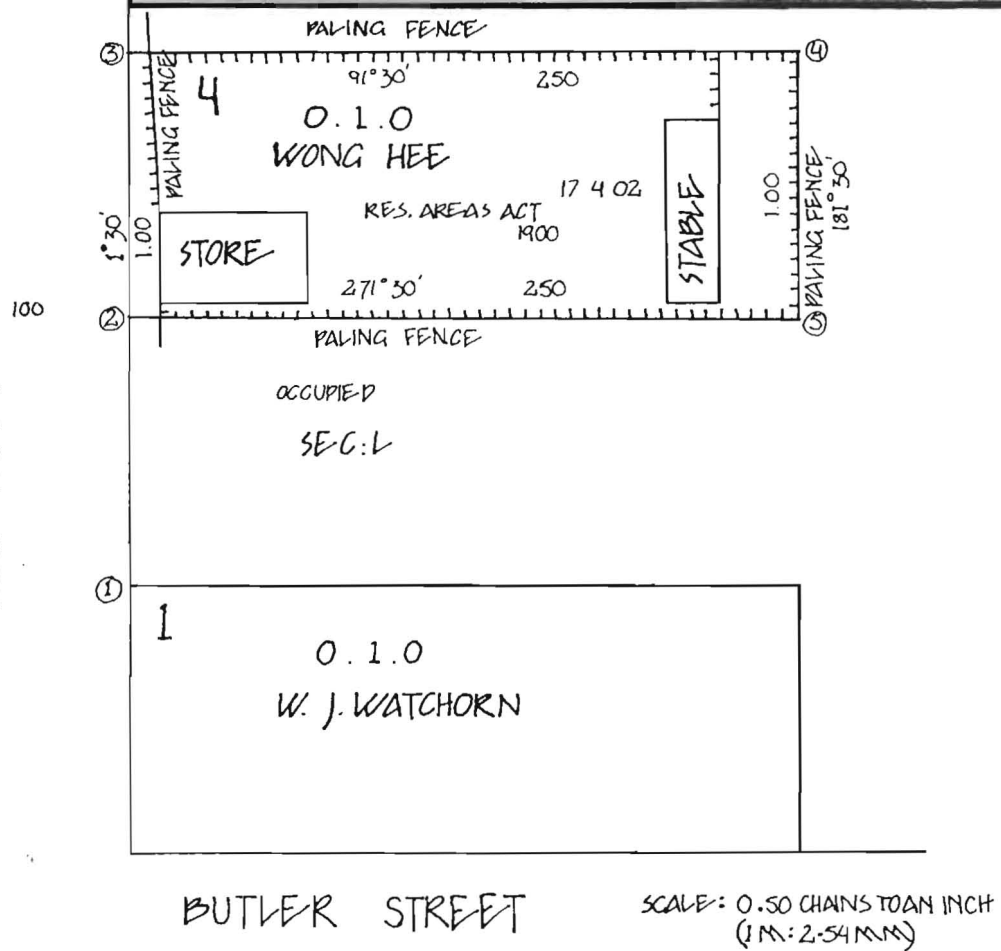 PALING FENCE
3
4
91°30' 250
4
PALING FENCE
0.1.0
WONG HEE
17 4 02
RES. AREAS ACT
1900
STABLE
1.00
PALING FENCE
181°30'
1°30'
1.00
STORE
271°30' 250
100
2
5
PALING FENCE
OCCUPIED
SEC:L
1
1
0.1.0
W. J. WATCHORN
BUTLER STREET
SCALE: 0.50 CHAINS TO AN INCH
(1M:2-54MM)